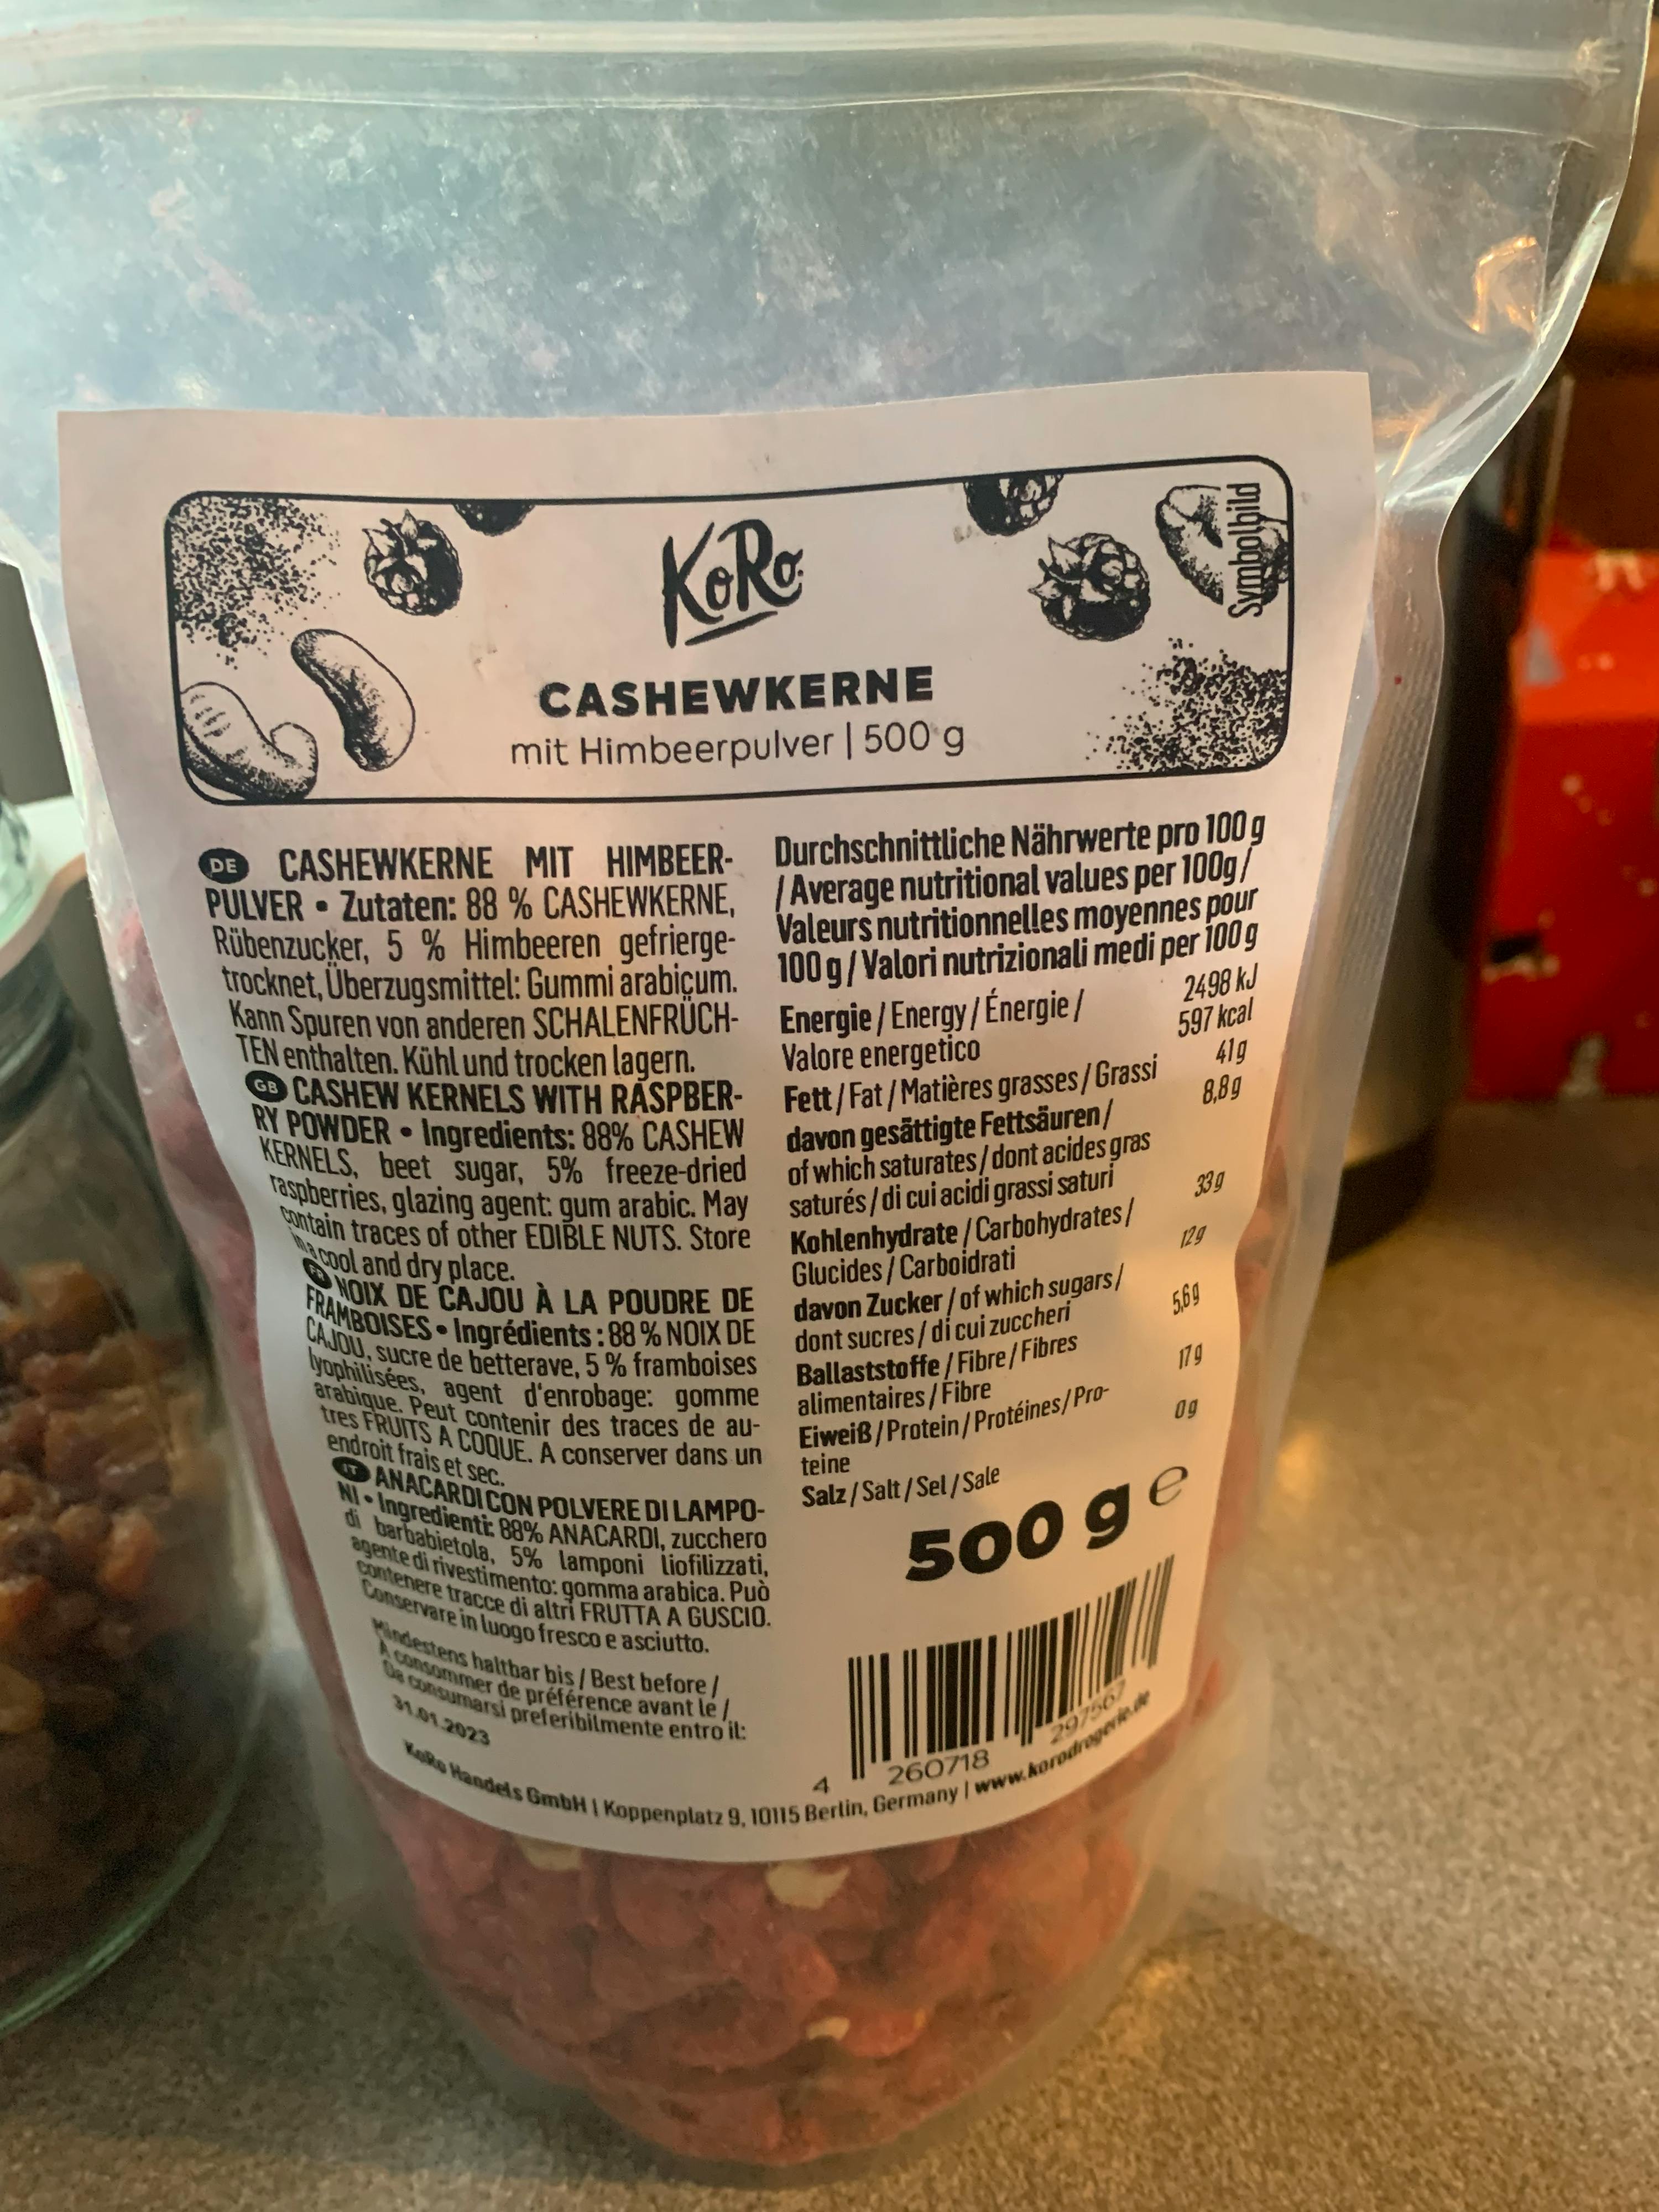 KoRo
Symbolbild
CASHEWKERNE
mit Himbeerpulver | 500 g
DE CASHEWKERNE MIT HIMBEER-
PULVER • Zutaten: 88 % CASHEWKERNE,
Rübenzucker, 5 % Himbeeren gefrierge-
trocknet, Überzugsmittel: Gummi arabicum.
Kann Spuren von anderen SCHALENFRÜCH-
TEN enthalten. Kühl und trocken lagern.
GB CASHEW KERNELS WITH RASPBER-
RY POWDER • Ingredients: 88% CASHEW
KERNELS, beet sugar, 5% freeze-dried
raspberries, glazing agent: gum arabic. May
contain traces of other EDIBLE NUTS. Store
in a cool and dry place.
FR NOIX DE CAJOU À LA POUDRE DE
FRAMBOISES • Ingrédients : 88 % NOIX DE
CAJOU, sucre de betterave, 5 % framboises
lyophilisées, agent d'enrobage: gomme
arabique. Peut contenir des traces de au-
tres FRUITS A COQUE. A conserver dans un
endroit frais et sec.
IT ANACARDI CON POLVERE DI LAMPO-
NI • Ingredienti: 88% ANACARDI, zucchero
di barbabietola, 5% lamponi liofilizzati,
agente di rivestimento: gomma arabica. Può
contenere tracce di altri FRUTTA A GUSCIO.
Conservare in luogo fresco e asciutto.
Mindestens haltbar bis / Best before /
A consommer de préférence avant le /
Da consumarsi preferibilmente entro il:
31.01.2023
Durchschnittliche Nährwerte pro 100 g
/ Average nutritional values per 100g /
Valeurs nutritionnelles moyennes pour
100 g / Valori nutrizionali medi per 100 g
Energie / Energy / Énergie / 2498 kJ
Valore energetico 597 kcal
Fett / Fat / Matières grasses / Grassi 41 g
davon gesättigte Fettsäuren / 8,8 g
of which saturates / dont acides gras
saturés / di cui acidi grassi saturi
Kohlenhydrate / Carbohydrates / 33 g
Glucides / Carboidrati
davon Zucker / of which sugars / 12 g
dont sucres / di cui zuccheri
Ballaststoffe / Fibre / Fibres 5,6 g
alimentaires / Fibre
Eiweiß / Protein / Protéines / Pro- 17 g
teine
Salz / Salt / Sel / Sale 0 g
500 g e
4 260718 297567
KoRo Handels GmbH | Koppenplatz 9, 10115 Berlin, Germany | www.korodrogerie.de